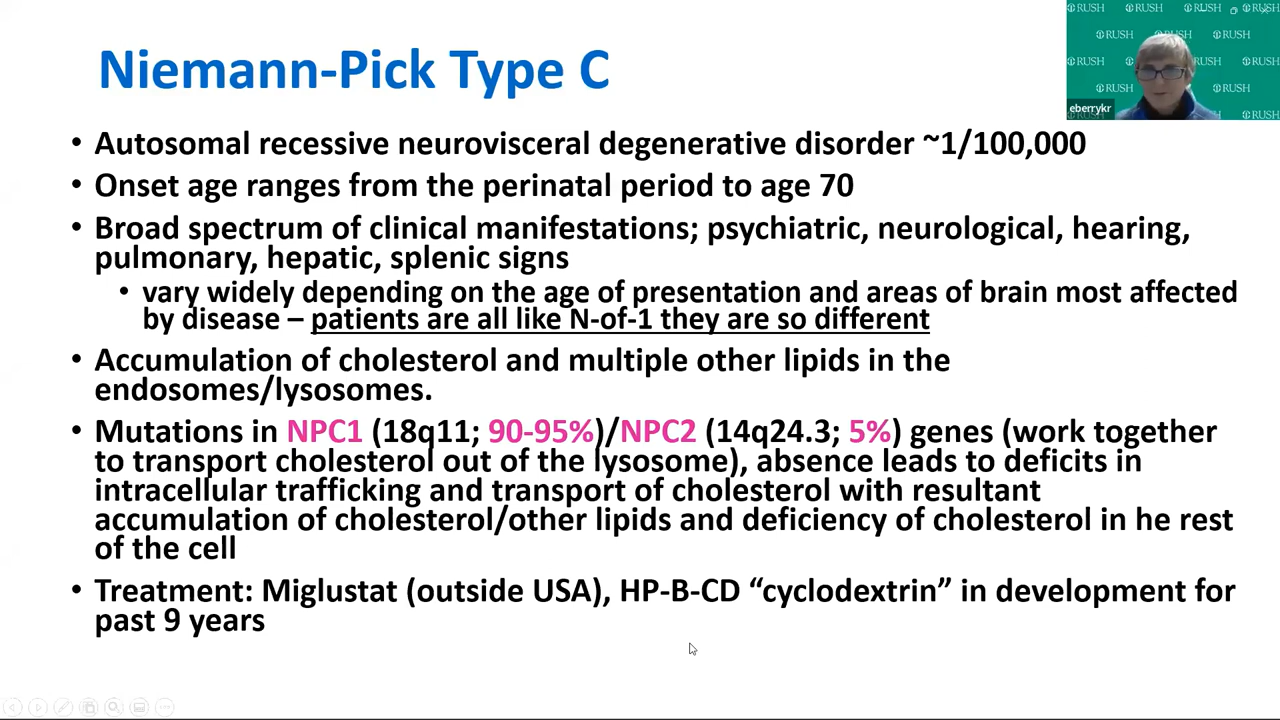 Niemann-Pick Type C
• Autosomal recessive neurovisceral degenerative disorder ~1/100,000
• Onset age ranges from the perinatal period to age 70
• Broad spectrum of clinical manifestations; psychiatric, neurological, hearing,
pulmonary, hepatic, splenic signs
• vary widely depending on the age of presentation and areas of brain most affected
by disease – patients are all like N-of-1 they are so different
• Accumulation of cholesterol and multiple other lipids in the
endosomes/lysosomes.
• Mutations in NPC1 (18q11; 90-95%)/NPC2 (14q24.3; 5%) genes (work together
to transport cholesterol out of the lysosome), absence leads to deficits in
intracellular trafficking and transport of cholesterol with resultant
accumulation of cholesterol/other lipids and deficiency of cholesterol in he rest
of the cell
• Treatment: Miglustat (outside USA), HP-B-CD “cyclodextrin” in development for
past 9 years
RUSH RUSH RUSH RUSH
RUSH RUSH
RUSH RUSH
RUSH RUSH
RUSH
eberrykr